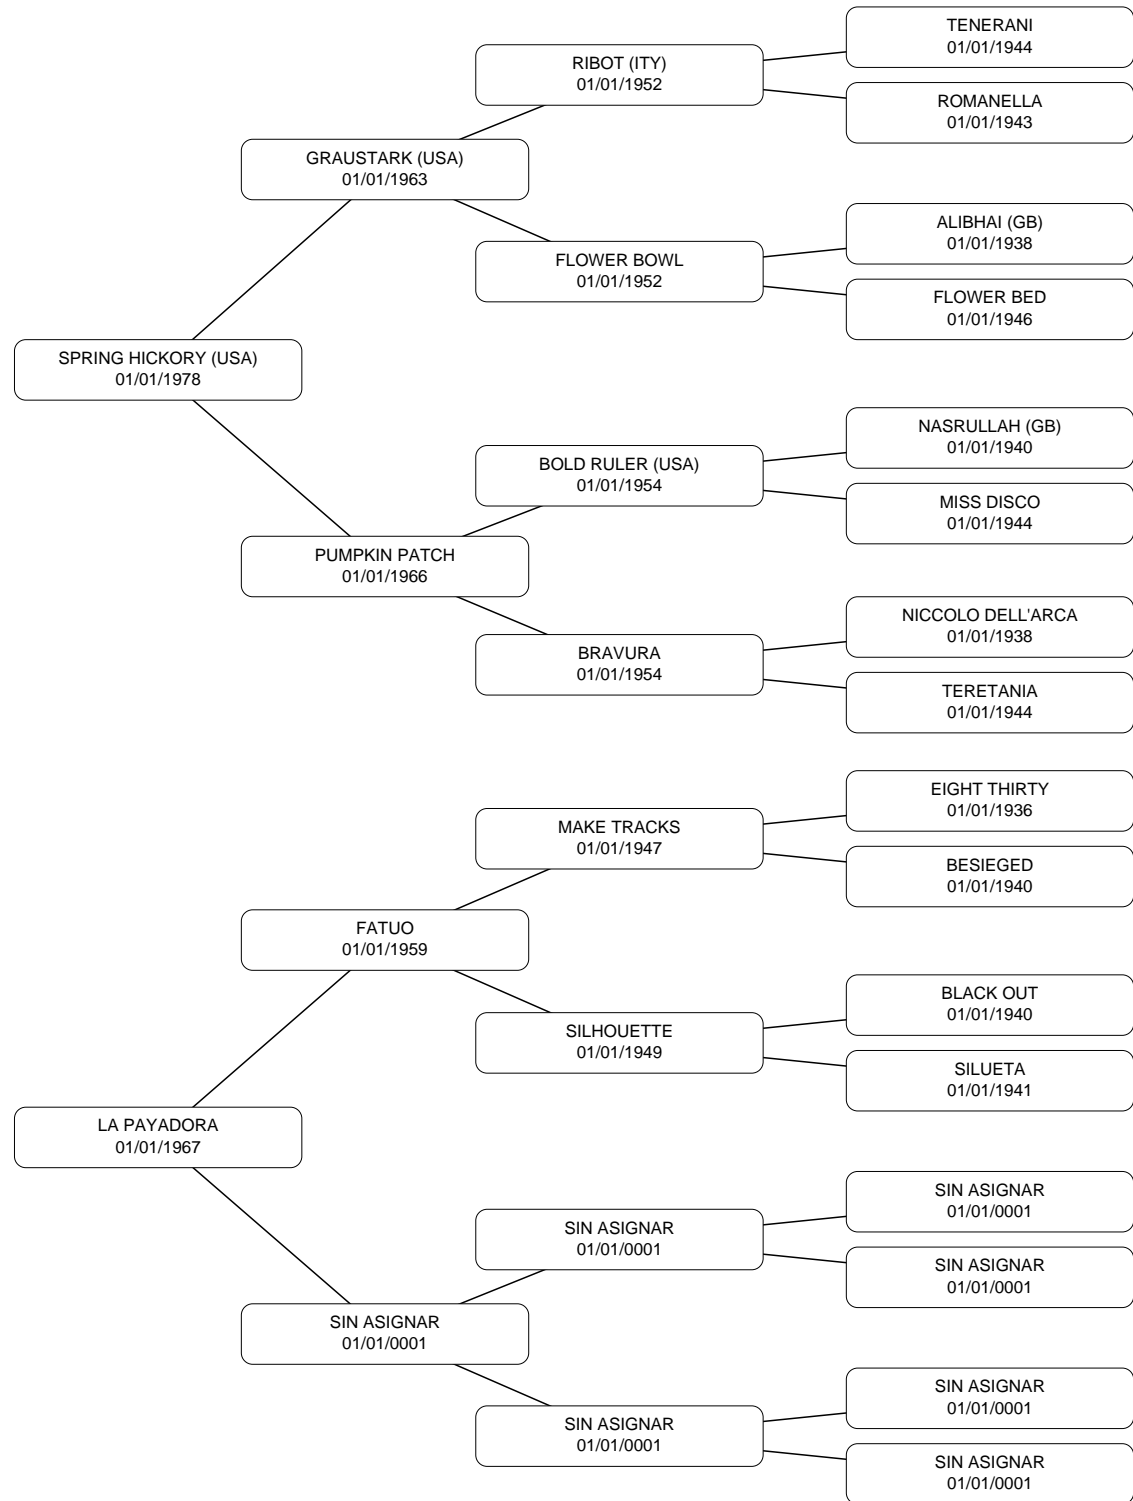 TENERANI
01/01/1944
RIBOT (ITY)
01/01/1952
ROMANELLA
01/01/1943
GRAUSTARK (USA)
01/01/1963
ALIBHAI (GB)
01/01/1938
FLOWER BOWL
01/01/1952
FLOWER BED
01/01/1946
SPRING HICKORY (USA)
01/01/1978
NASRULLAH (GB)
01/01/1940
BOLD RULER (USA)
01/01/1954
MISS DISCO
01/01/1944
PUMPKIN PATCH
01/01/1966
NICCOLO DELL'ARCA
01/01/1938
BRAVURA
01/01/1954
TERETANIA
01/01/1944
EIGHT THIRTY
01/01/1936
MAKE TRACKS
01/01/1947
BESIEGED
01/01/1940
FATUO
01/01/1959
BLACK OUT
01/01/1940
SILHOUETTE
01/01/1949
SILUETA
01/01/1941
LA PAYADORA
01/01/1967
SIN ASIGNAR
01/01/0001
SIN ASIGNAR
01/01/0001
SIN ASIGNAR
01/01/0001
SIN ASIGNAR
01/01/0001
SIN ASIGNAR
01/01/0001
SIN ASIGNAR
01/01/0001
SIN ASIGNAR
01/01/0001